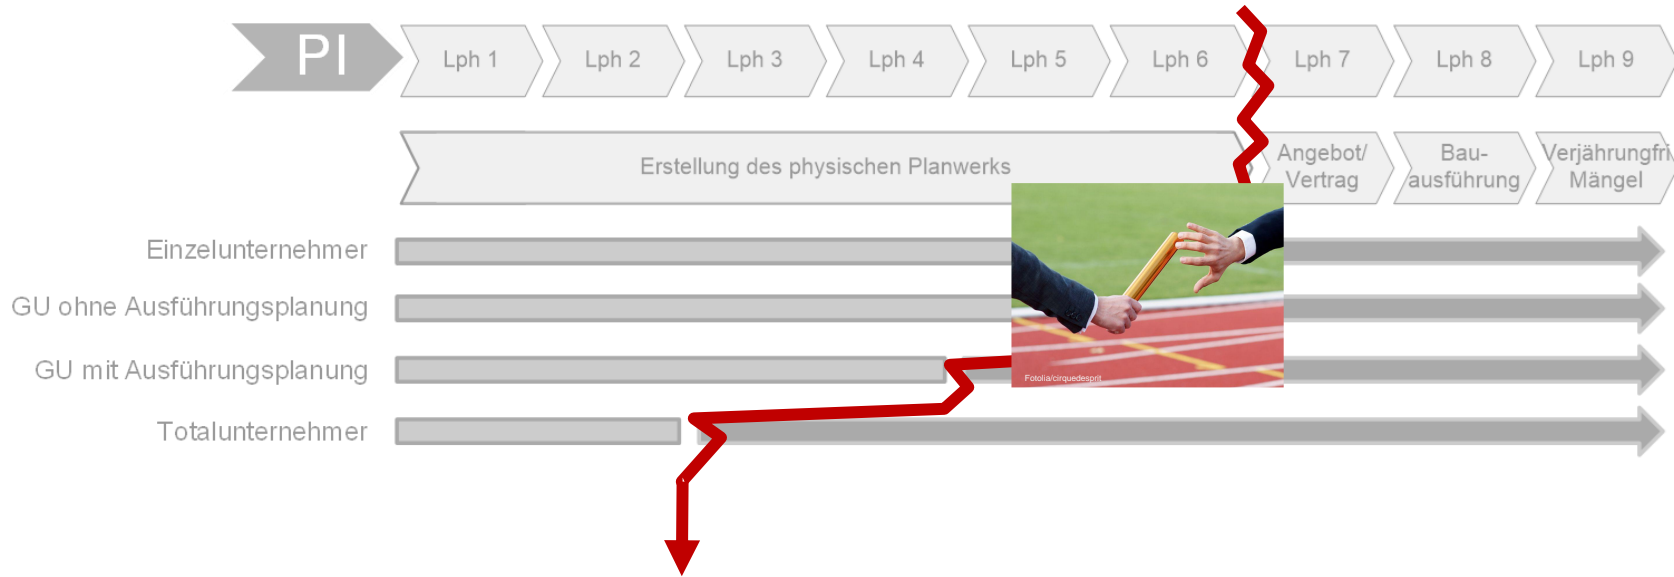 PI
Lph 1
Lph 2
Lph 3
Lph 4
Lph 5
Lph 6
Lph 7
Lph 8
Lph 9
Erstellung des physischen Planwerks
Angebot/
Vertrag
Bau-
ausführung
Verjährungfri
Mängel
Einzelunternehmer
GU ohne Ausführungsplanung
GU mit Ausführungsplanung
Totalunternehmer
Fotolia/cirquedesprit